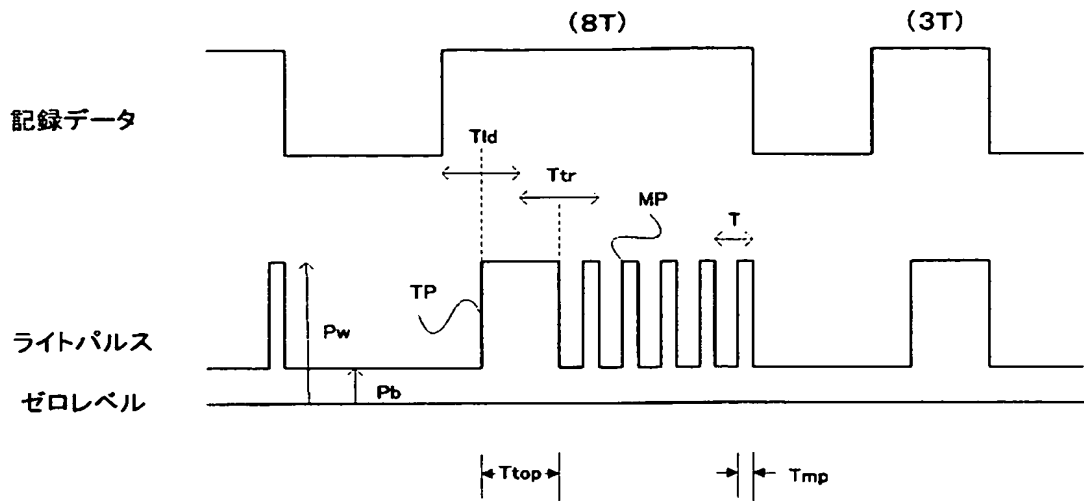 (8T)
(3T)
記録データ
Tld
Ttr
MP
T
TP
Pw
ライトパルス
Pb
ゼロレベル
Ttop
Tmp